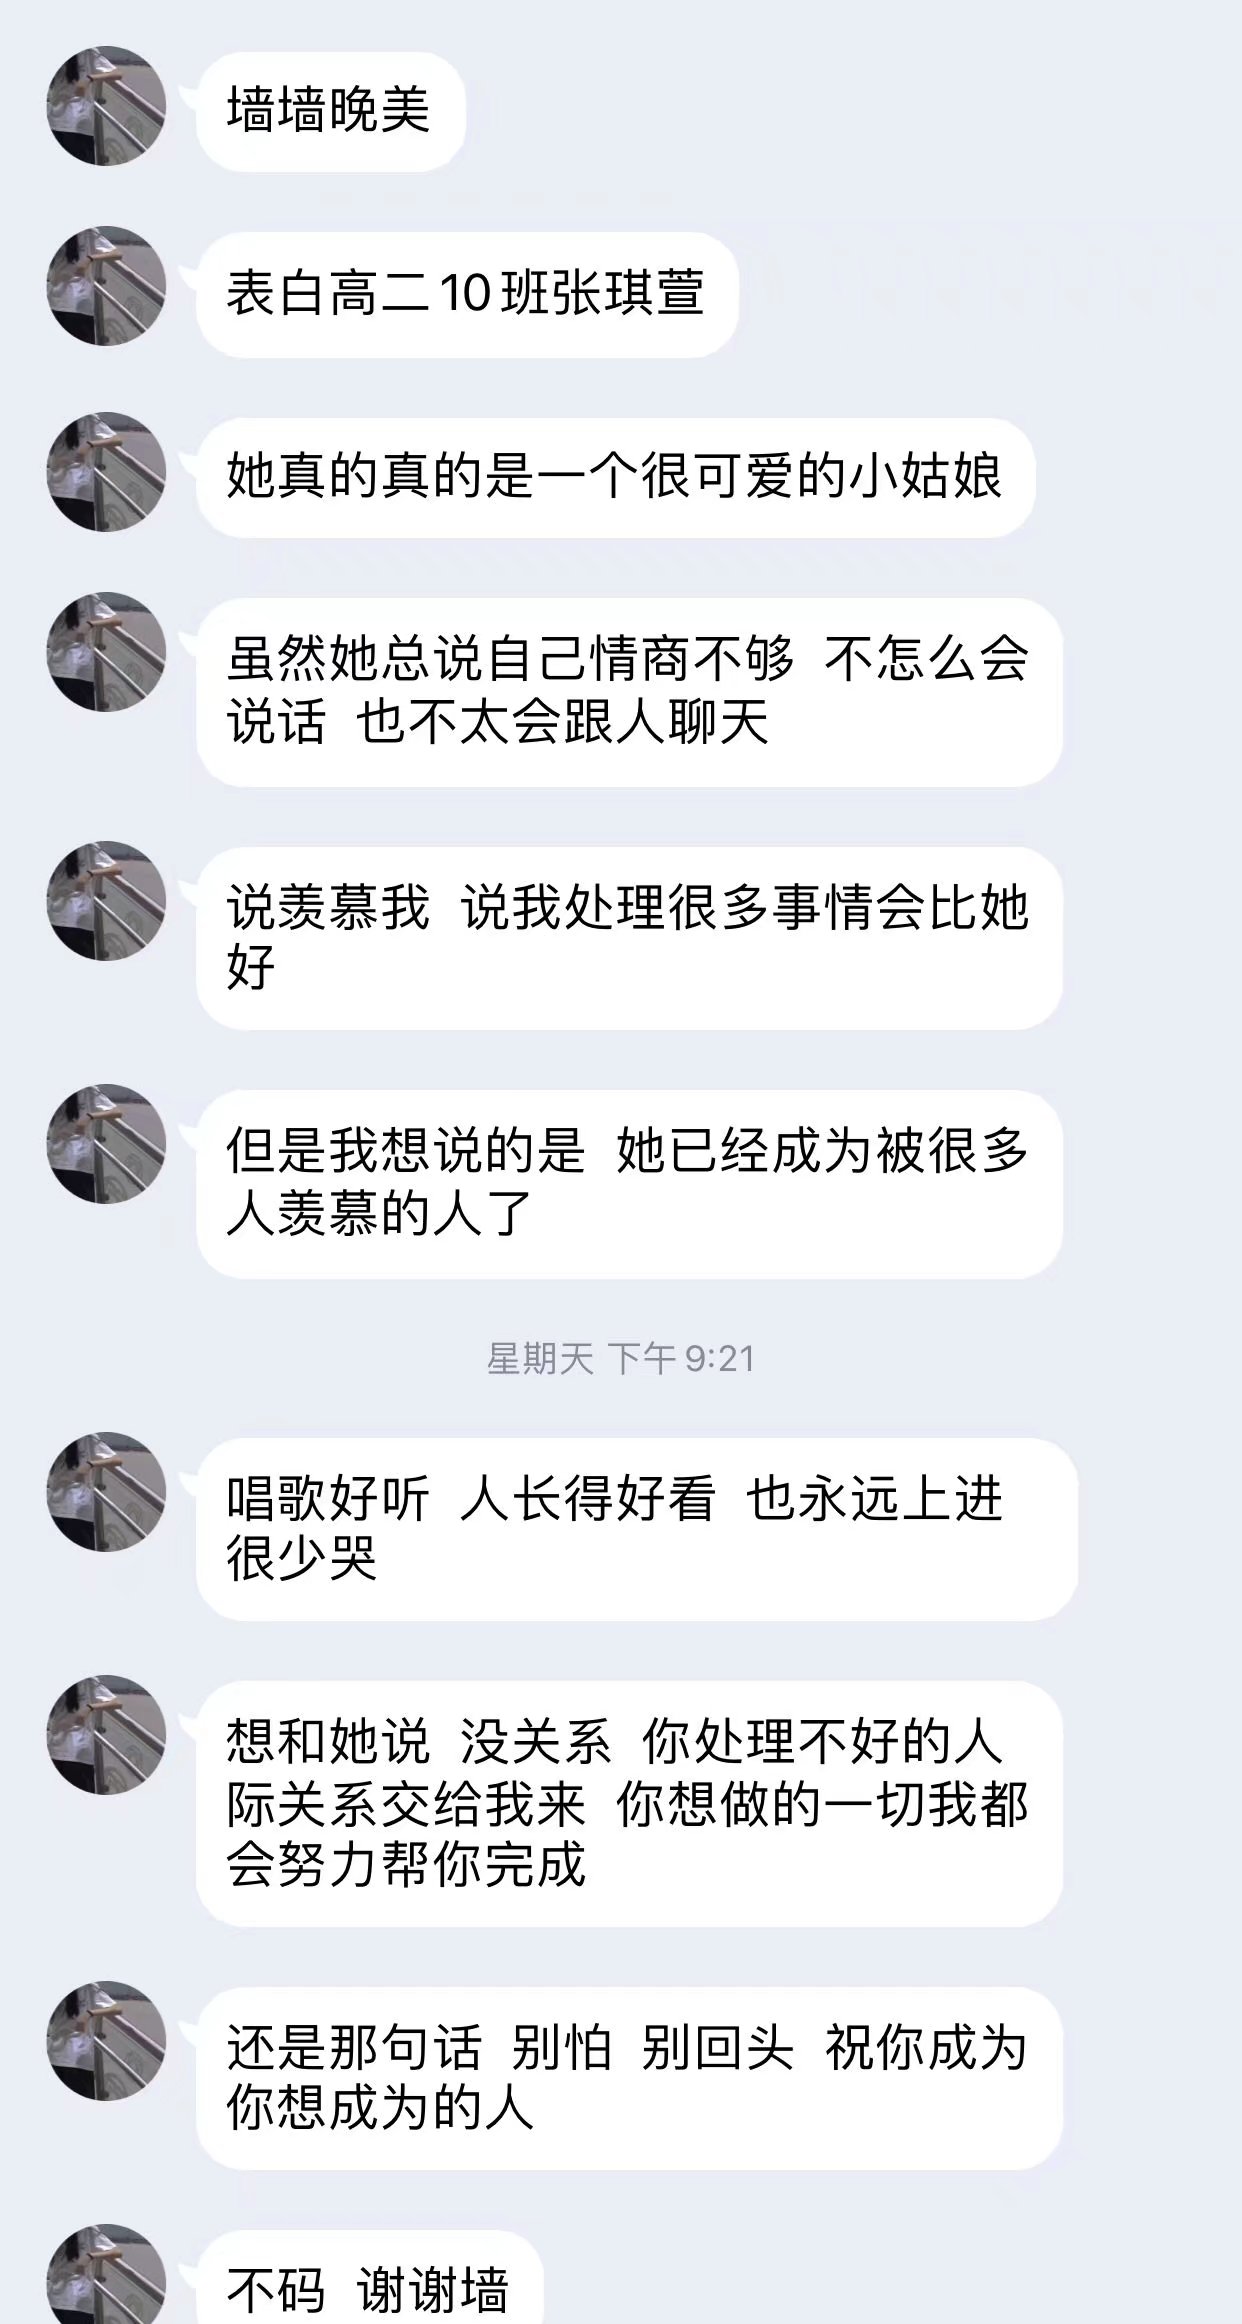 墙墙晚美
表白高二10班张琪萱
她真的真的是一个很可爱的小姑娘
虽然她总说自己情商不够 不怎么会
说话 也不太会跟人聊天
说羡慕我 说我处理很多事情会比她
好
但是我想说的是 她已经成为被很多
人羡慕的人了
星期天 下午 9:21
唱歌好听 人长得好看 也永远上进
很少哭
想和她说 没关系 你处理不好的人
际关系交给我来 你想做的一切我都
会努力帮你完成
还是那句话 别怕 别回头 祝你成为
你想成为的人
不码 谢谢墙